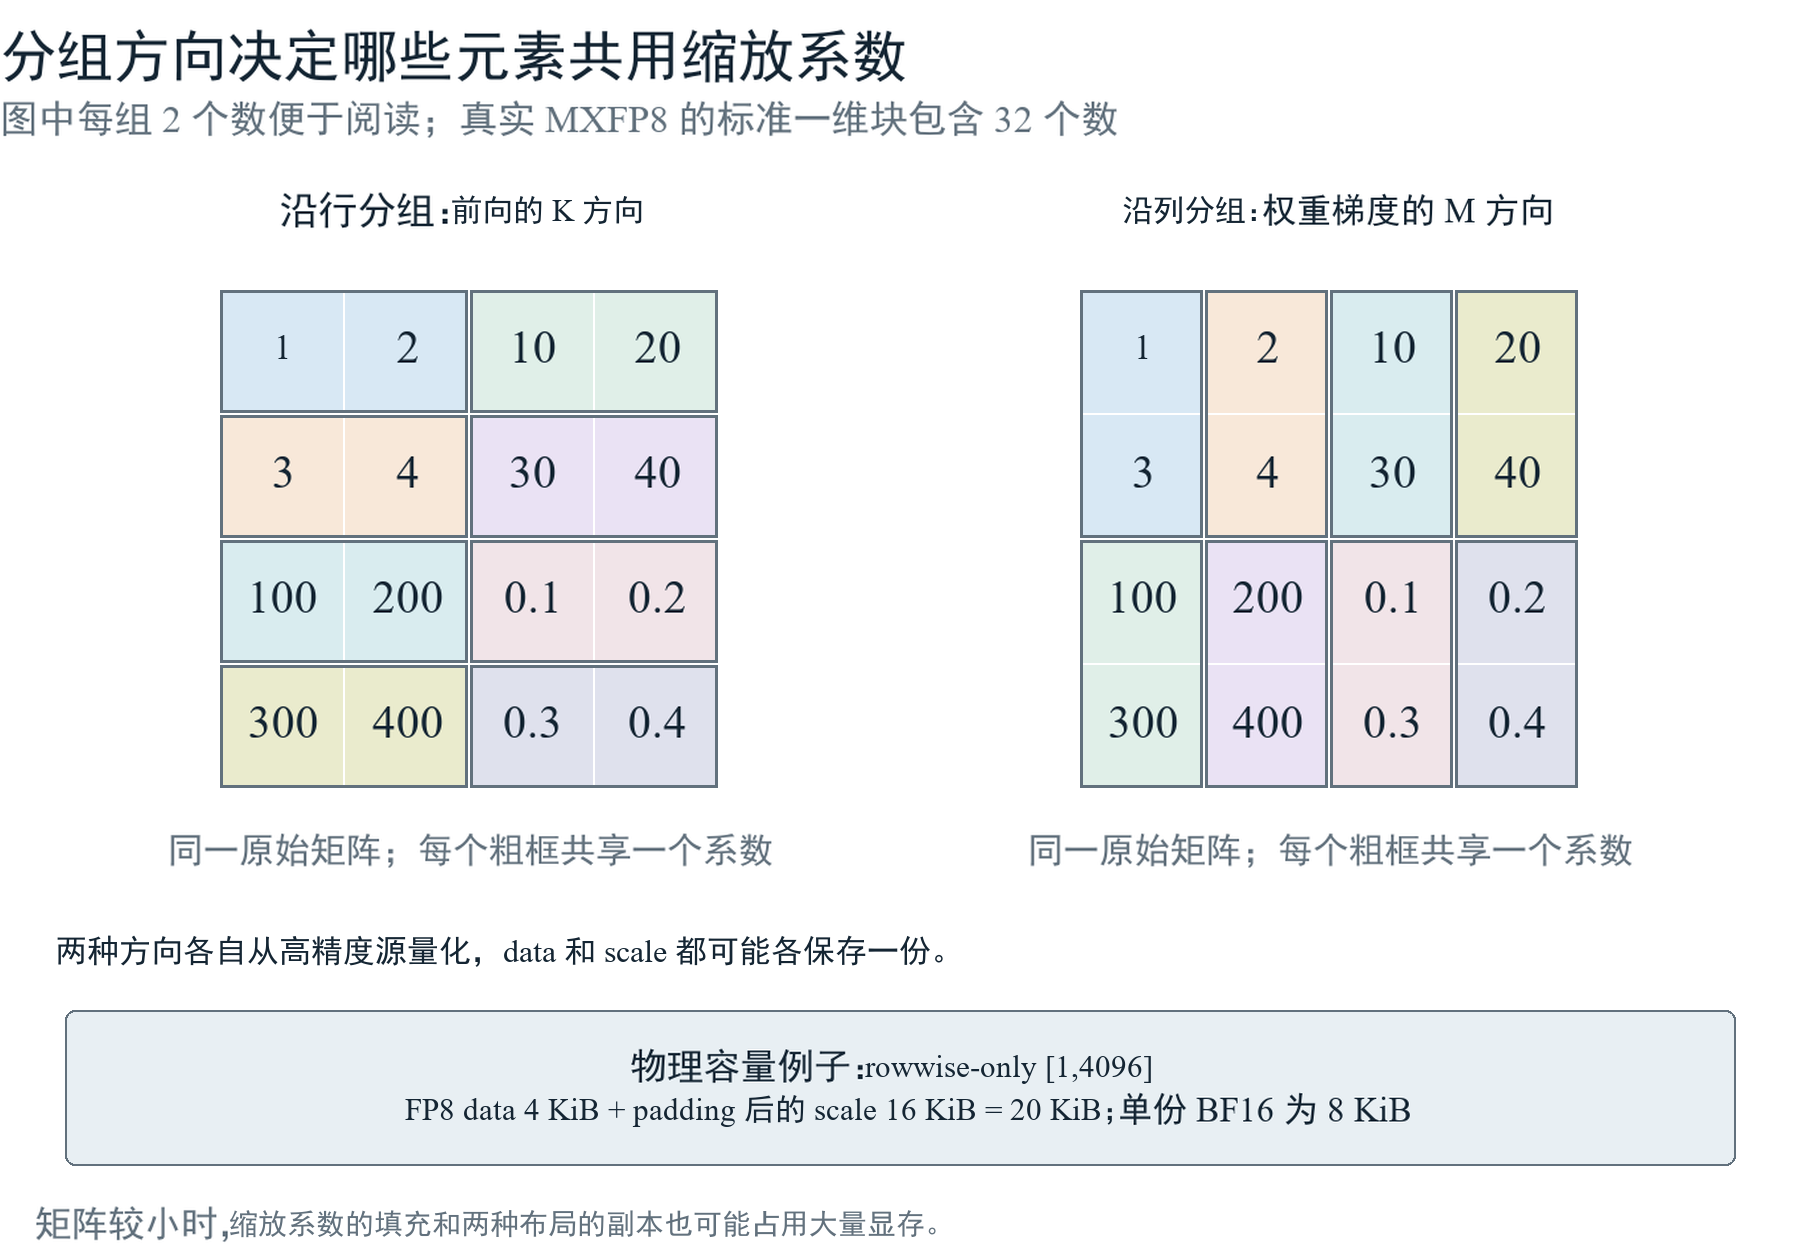 分组方向决定哪些元素共用缩放系数
图中每组 2 个数便于阅读；真实 MXFP8 的标准一维块包含 32 个数
沿行分组:前向的 K 方向
1 2 10 20
3 4 30 40
100 200 0.1 0.2
300 400 0.3 0.4
同一原始矩阵；每个粗框共享一个系数
沿列分组:权重梯度的 M 方向
1 2 10 20
3 4 30 40
100 200 0.1 0.2
300 400 0.3 0.4
同一原始矩阵；每个粗框共享一个系数
两种方向各自从高精度源量化，data 和 scale 都可能各保存一份。
物理容量例子:rowwise-only [1,4096]
FP8 data 4 KiB + padding 后的 scale 16 KiB = 20 KiB;单份 BF16 为 8 KiB
矩阵较小时,缩放系数的填充和两种布局的副本也可能占用大量显存。